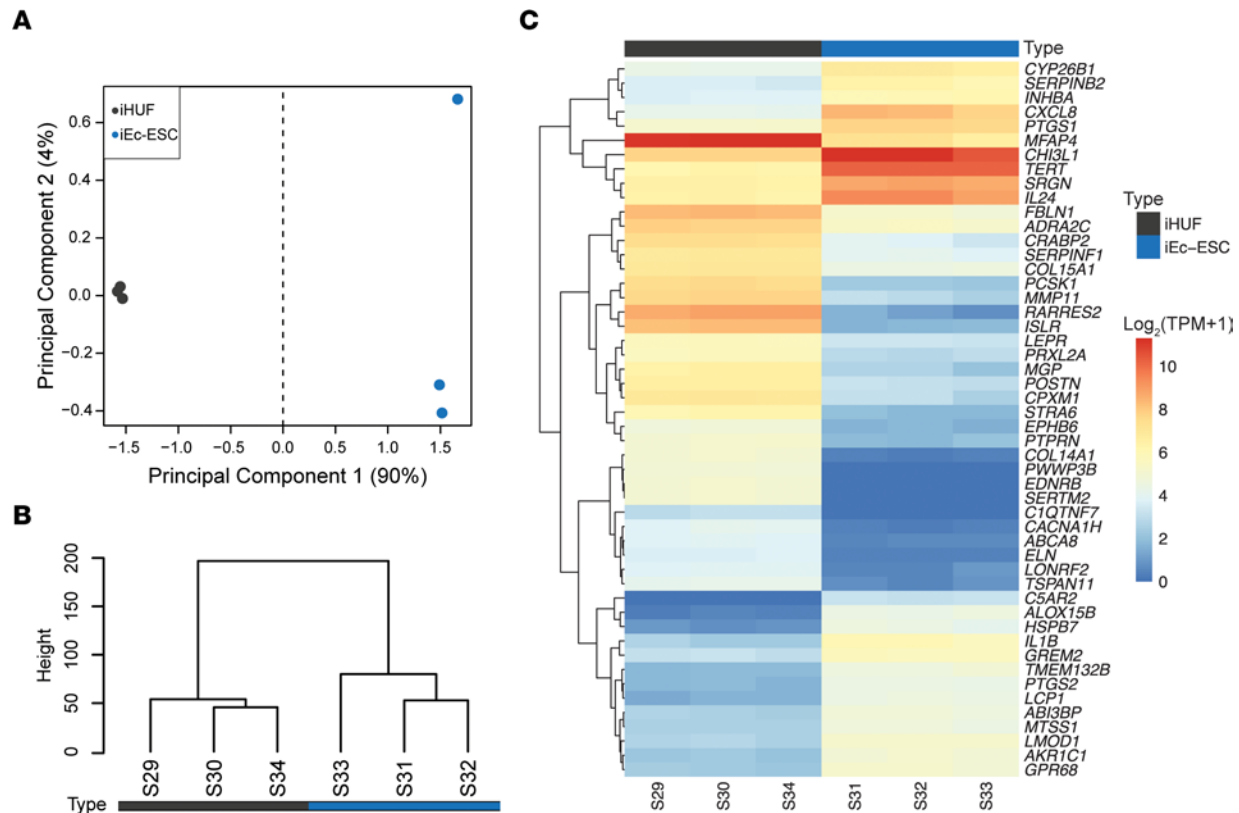 A
Principal Component 2 (4%)
0.6
0.4
0.2
0.0
−0.2
−0.4
iHUF
iEc-ESC
−1.5 −1.0 −0.5 0.0 0.5 1.0 1.5
Principal Component 1 (90%)
B
Height
200
150
100
50
0
S29 S30 S34 S33 S31 S32
Type
C
Type
CYP26B1
SERPINB2
INHBA
CXCL8
PTGS1
MFAP4
CHI3L1
TERT
SRGN
IL24
FBLN1
ADRA2C
CRABP2
SERPINF1
COL15A1
PCSK1
MMP11
RARRES2
ISLR
LEPR
PRXL2A
MGP
POSTN
CPXM1
STRA6
EPHB6
PTPRN
COL14A1
PWWP3B
EDNRB
SERTM2
C1QTNF7
CACNA1H
ABCA8
ELN
LONRF2
TSPAN11
C5AR2
ALOX15B
HSPB7
IL1B
GREM2
TMEM132B
PTGS2
LCP1
ABI3BP
MTSS1
LMOD1
AKR1C1
GPR68
S29 S30 S34 S31 S32 S33
Type
iHUF
iEc−ESC
Log2(TPM+1)
10
8
6
4
2
0